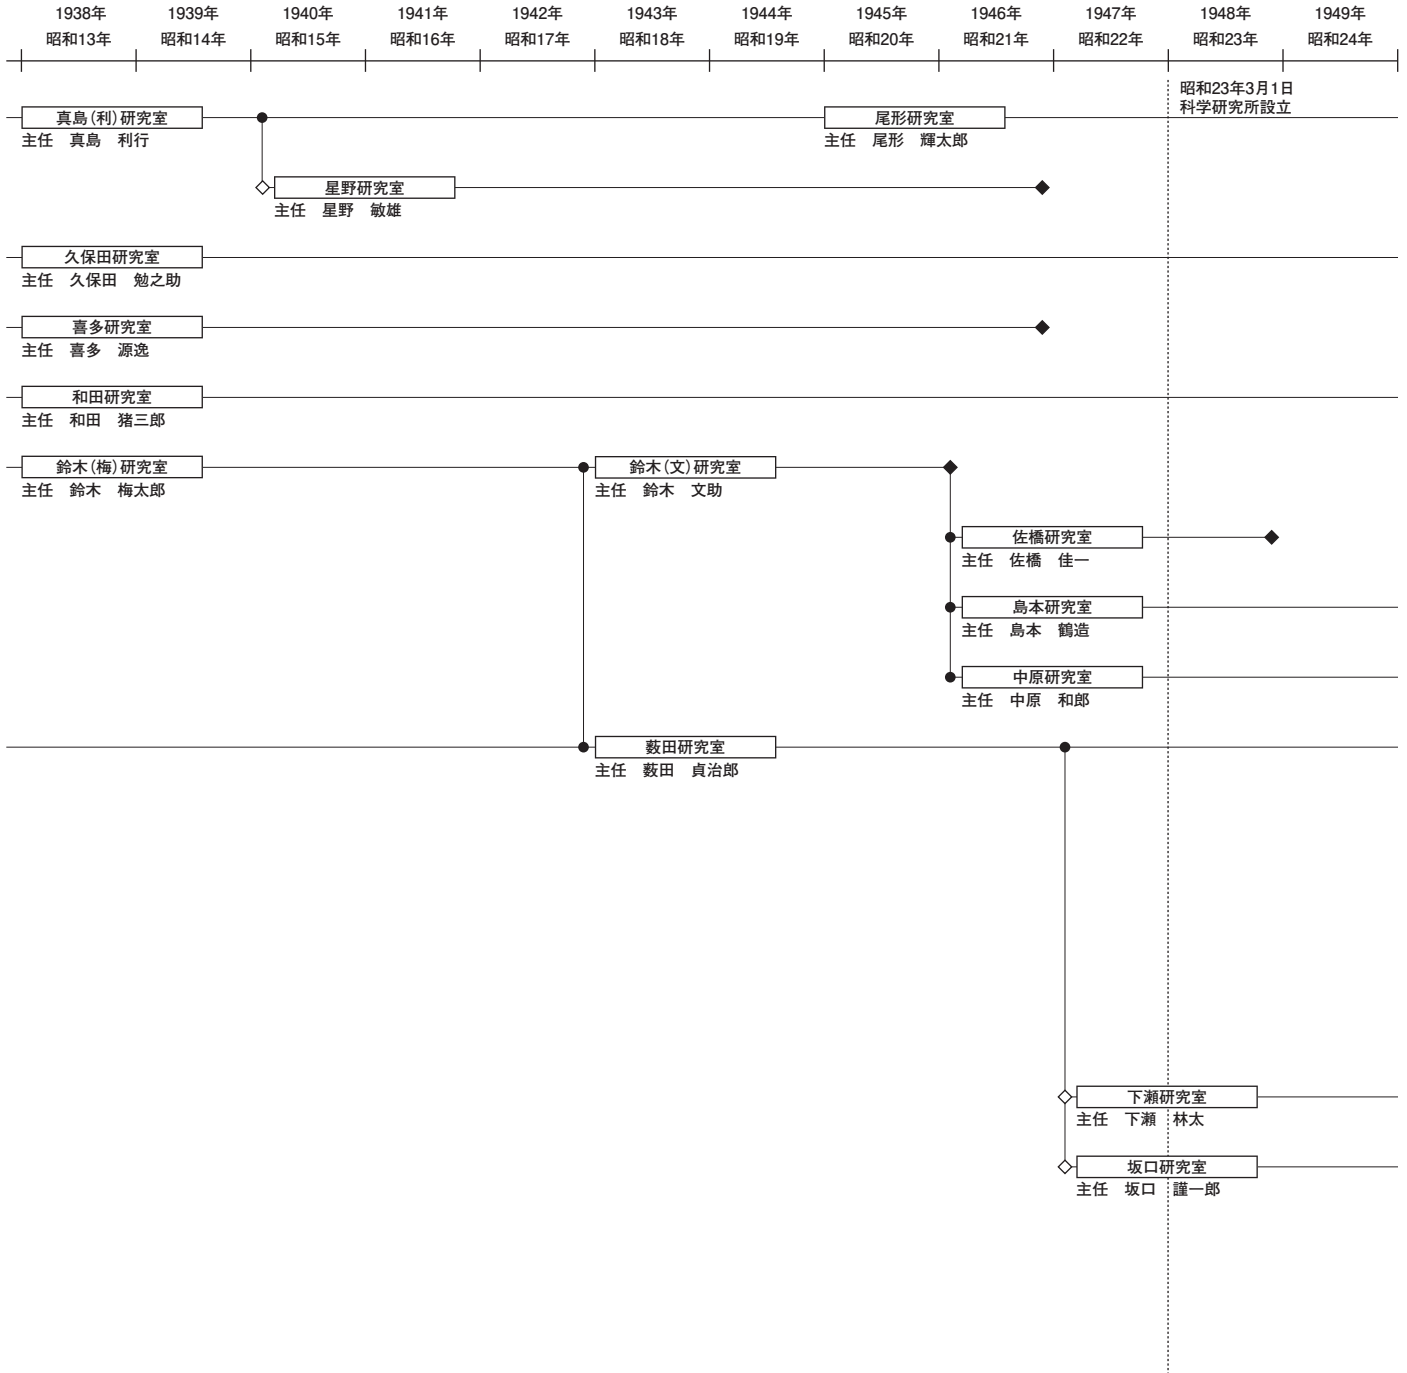 1938年 1939年 1940年 1941年 1942年 1943年 1944年 1945年 1946年 1947年 1948年 1949年
昭和13年 昭和14年 昭和15年 昭和16年 昭和17年 昭和18年 昭和19年 昭和20年 昭和21年 昭和22年 昭和23年 昭和24年
昭和23年3月1日
科学研究所設立
真島(利)研究室 尾形研究室
主任 真島 利行 主任 尾形 輝太郎
星野研究室
主任 星野 敏雄
久保田研究室
主任 久保田 勉之助
喜多研究室
主任 喜多 源逸
和田研究室
主任 和田 猪三郎
鈴木(梅)研究室 鈴木(文)研究室
主任 鈴木 梅太郎 主任 鈴木 文助
佐橋研究室
主任 佐橋 佳一
島本研究室
主任 島本 鶴造
中原研究室
主任 中原 和郎
薮田研究室
主任 薮田 貞治郎
下瀬研究室
主任 下瀬 林太
坂口研究室
主任 坂口 謹一郎